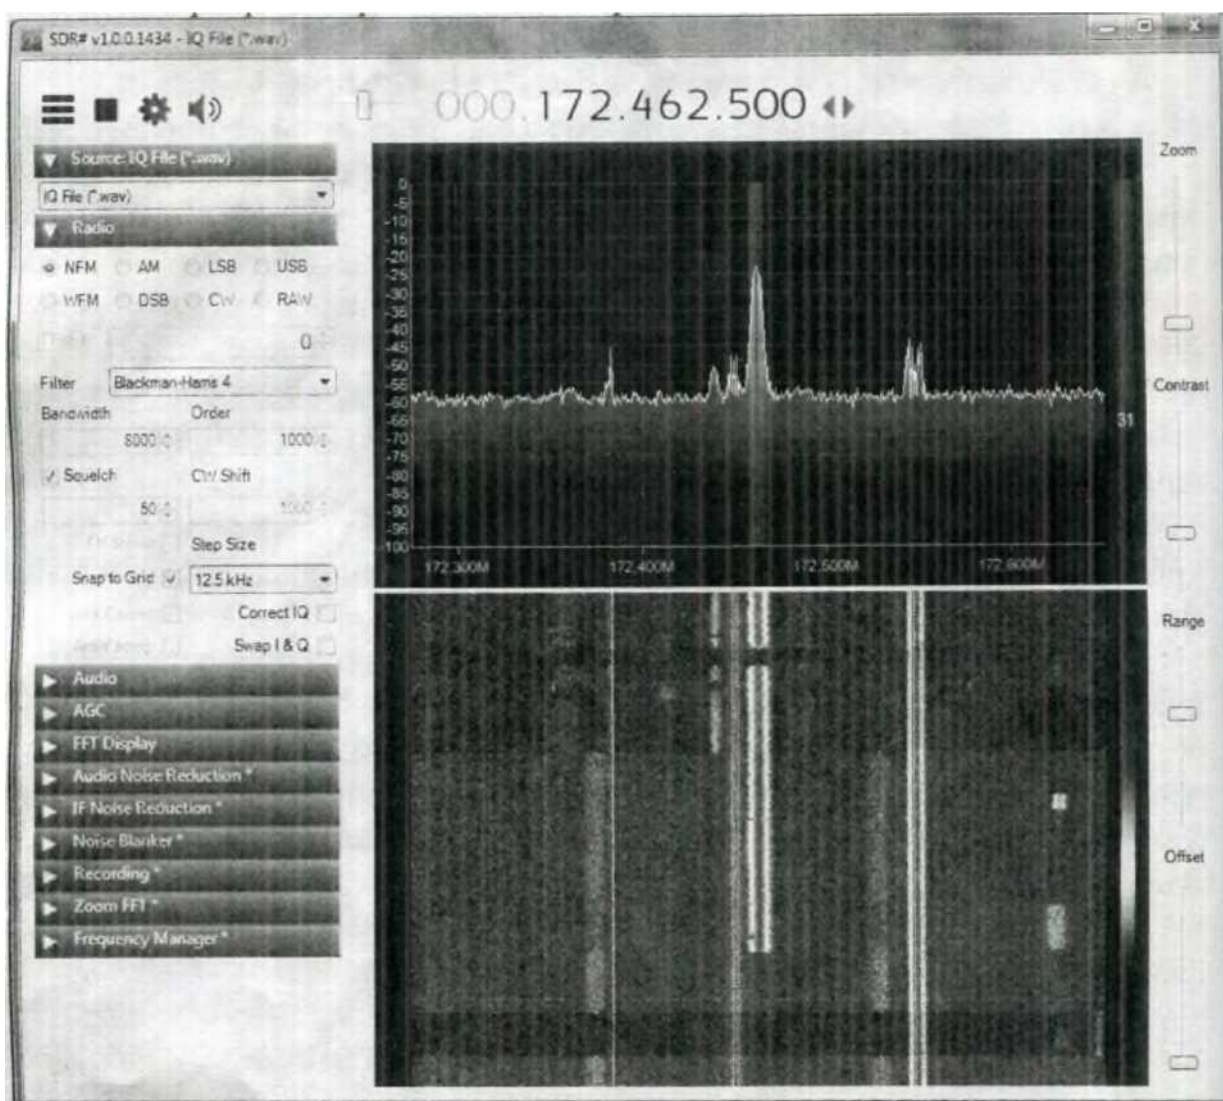 SDR# v1.0.0.1434 - IQ File (*.wav)
000.172.462.500
Source: IQ File (*.wav)
IQ File (*.wav)
Radio
NFM AM LSB USB
WFM DSB CW RAW
0
Filter Blackman-Harris 4
Bandwidth Order
8000 1000
Squelch CW Shift
50 1000
Step Size
Snap to Grid 12.5 kHz
Correct IQ
Swap I & Q
Audio
AGC
FFT Display
Audio Noise Reduction *
IF Noise Reduction *
Noise Blanker *
Recording *
Zoom FFT *
Frequency Manager *
0
-5
-10
-15
-20
-25
-30
-35
-40
-45
-50
-55
-60
-65
-70
-75
-80
-85
-90
-95
-100
172.300M 172.400M 172.500M 172.600M
31
Zoom
Contrast
Range
Offset